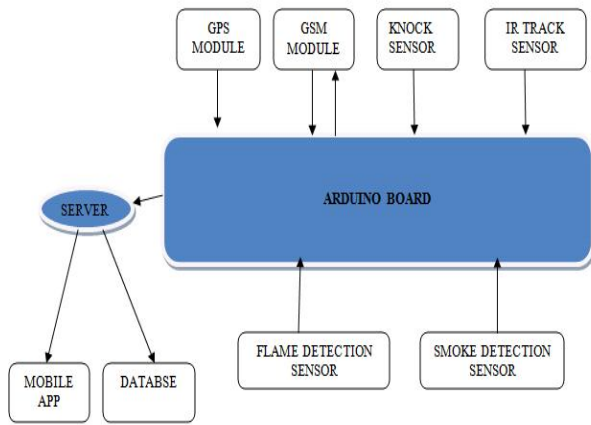 GPS
MODULE
GSM
MODULE
KNOCK
SENSOR
IR TRACK
SENSOR
ARDUINO BOARD
SERVER
FLAME DETECTION
SENSOR
SMOKE DETECTION
SENSOR
MOBILE
APP
DATABSE